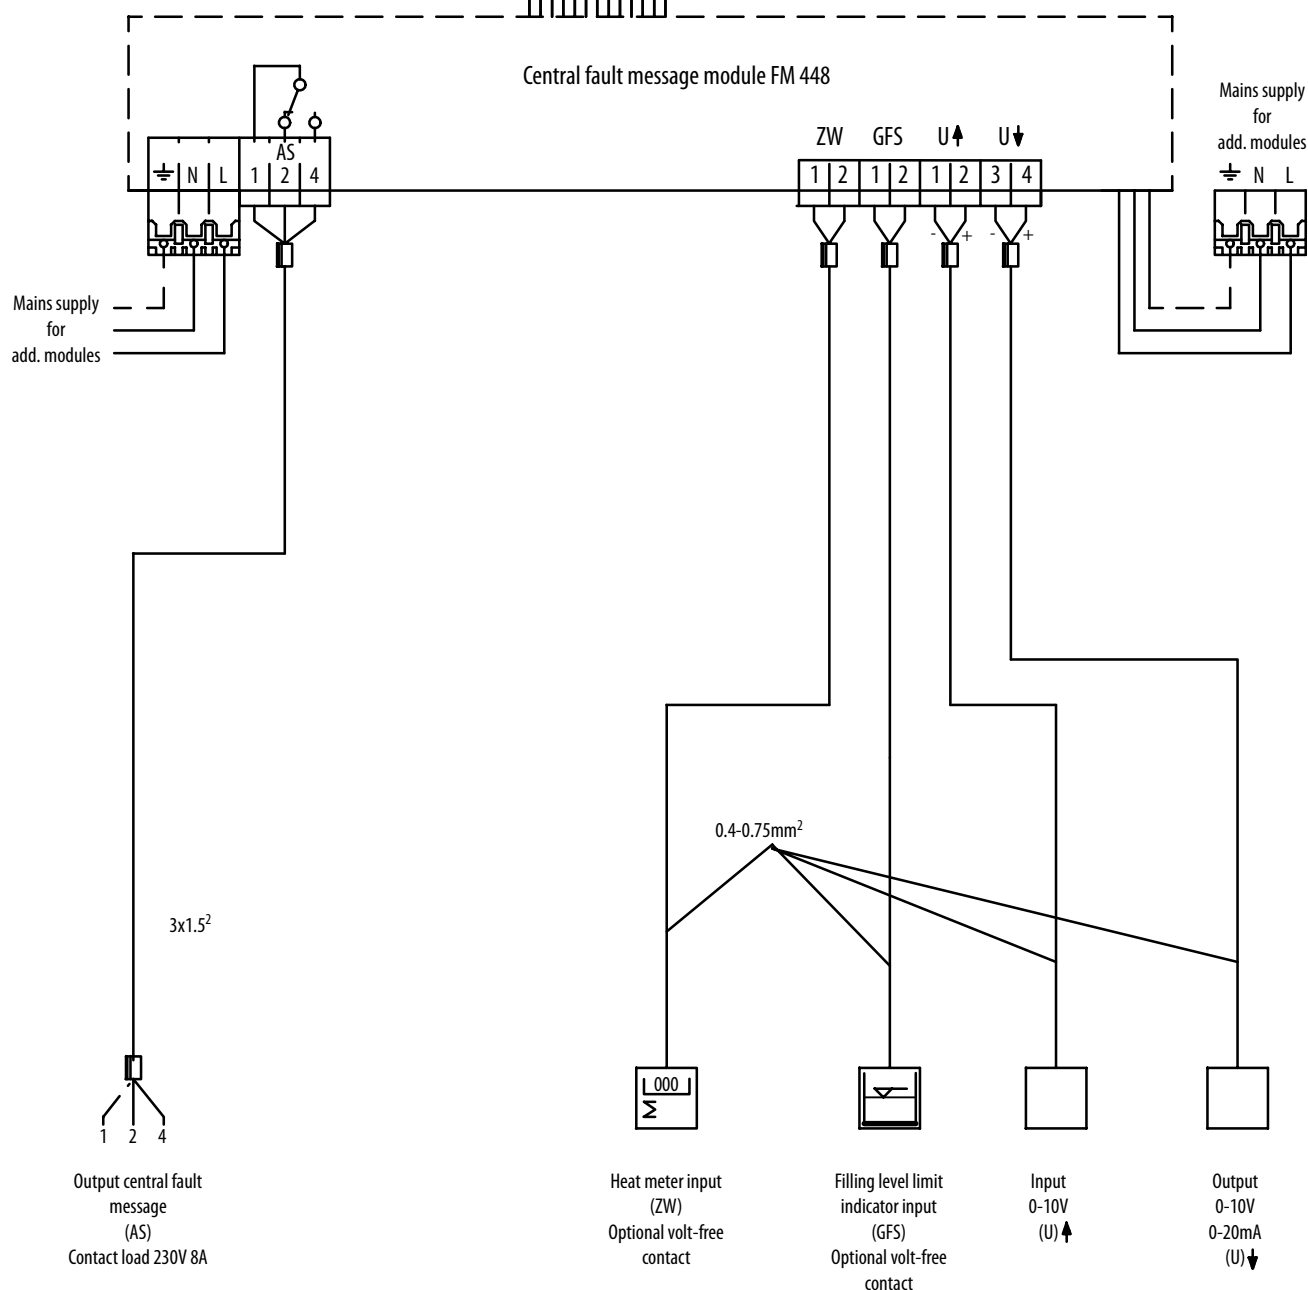 Central fault message module FM 448
Mains supply
for
add. modules
N L
ZW GFS U U
AS
N L 1 2 4
1 2 1 2 1 2 3 4
- + - +
Mains supply
for
add. modules
0.4-0.75mm²
3x1.5²
000
M
1 2 4
Output central fault
message
(AS)
Contact load 230V 8A
Heat meter input
(ZW)
Optional volt-free
contact
Filling level limit
indicator input
(GFS)
Optional volt-free
contact
Input
0-10V
(U)
Output
0-10V
0-20mA
(U)